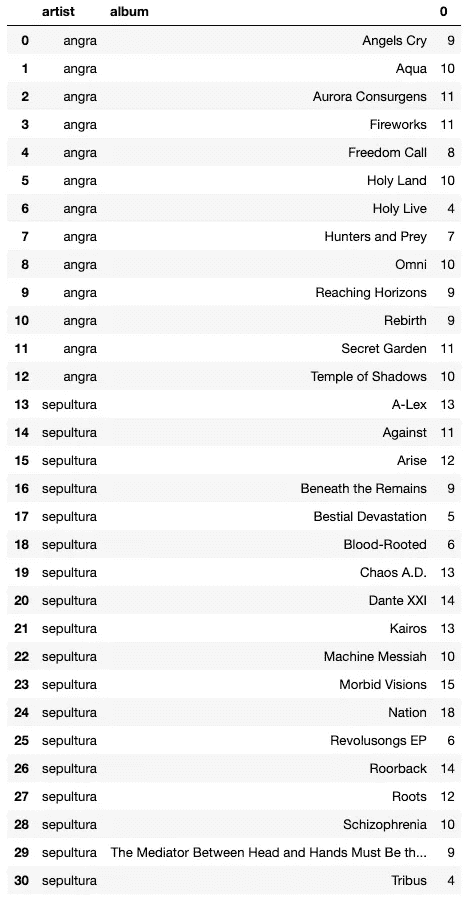 artist album 0
0 angra Angels Cry 9
1 angra Aqua 10
2 angra Aurora Consurgens 11
3 angra Fireworks 11
4 angra Freedom Call 8
5 angra Holy Land 10
6 angra Holy Live 4
7 angra Hunters and Prey 7
8 angra Omni 10
9 angra Reaching Horizons 9
10 angra Rebirth 9
11 angra Secret Garden 11
12 angra Temple of Shadows 10
13 sepultura A-Lex 13
14 sepultura Against 11
15 sepultura Arise 12
16 sepultura Beneath the Remains 9
17 sepultura Bestial Devastation 5
18 sepultura Blood-Rooted 6
19 sepultura Chaos A.D. 13
20 sepultura Dante XXI 14
21 sepultura Kairos 13
22 sepultura Machine Messiah 10
23 sepultura Morbid Visions 15
24 sepultura Nation 18
25 sepultura Revolusongs EP 6
26 sepultura Roorback 14
27 sepultura Roots 12
28 sepultura Schizophrenia 10
29 sepultura The Mediator Between Head and Hands Must Be th... 9
30 sepultura Tribus 4